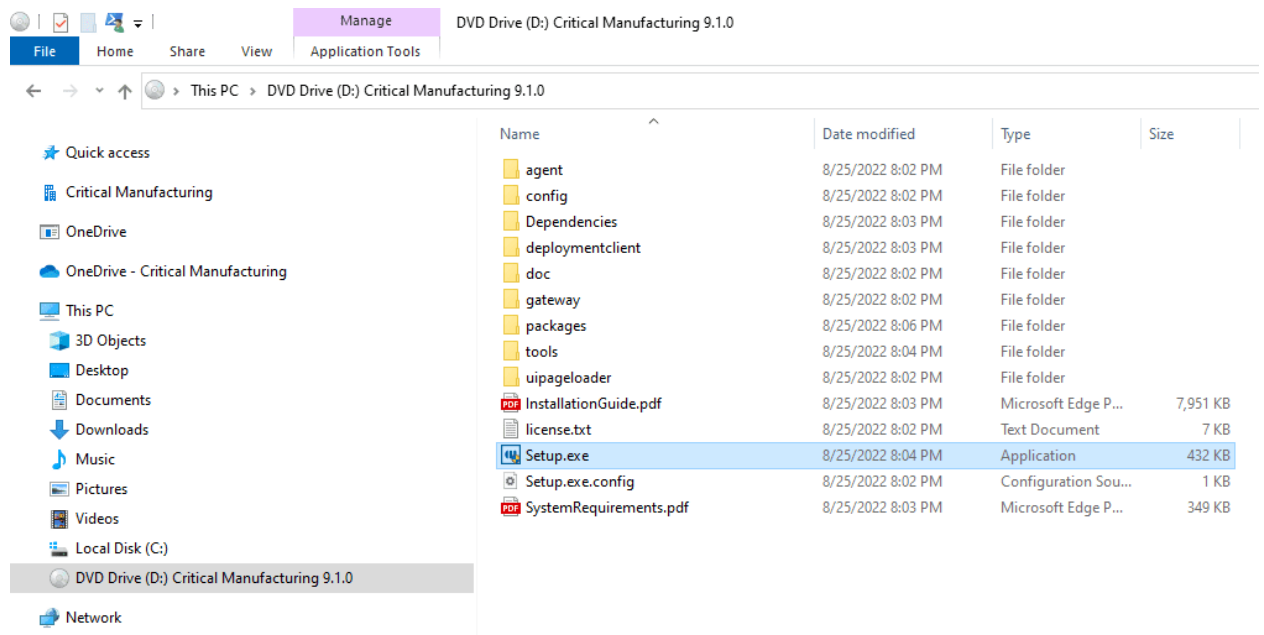 Manage
DVD Drive (D:) Critical Manufacturing 9.1.0
File Home Share View Application Tools
This PC DVD Drive (D:) Critical Manufacturing 9.1.0
Quick access
Critical Manufacturing
OneDrive
OneDrive - Critical Manufacturing
This PC
3D Objects
Desktop
Documents
Downloads
Music
Pictures
Videos
Local Disk (C:)
DVD Drive (D:) Critical Manufacturing 9.1.0
Network
Name Date modified Type Size
agent 8/25/2022 8:02 PM File folder
config 8/25/2022 8:02 PM File folder
Dependencies 8/25/2022 8:03 PM File folder
deploymentclient 8/25/2022 8:03 PM File folder
doc 8/25/2022 8:02 PM File folder
gateway 8/25/2022 8:02 PM File folder
packages 8/25/2022 8:06 PM File folder
tools 8/25/2022 8:04 PM File folder
uipageloader 8/25/2022 8:02 PM File folder
PDF InstallationGuide.pdf 8/25/2022 8:03 PM Microsoft Edge P... 7,951 KB
license.txt 8/25/2022 8:02 PM Text Document 7 KB
Setup.exe 8/25/2022 8:04 PM Application 432 KB
Setup.exe.config 8/25/2022 8:02 PM Configuration Sou... 1 KB
PDF SystemRequirements.pdf 8/25/2022 8:03 PM Microsoft Edge P... 349 KB